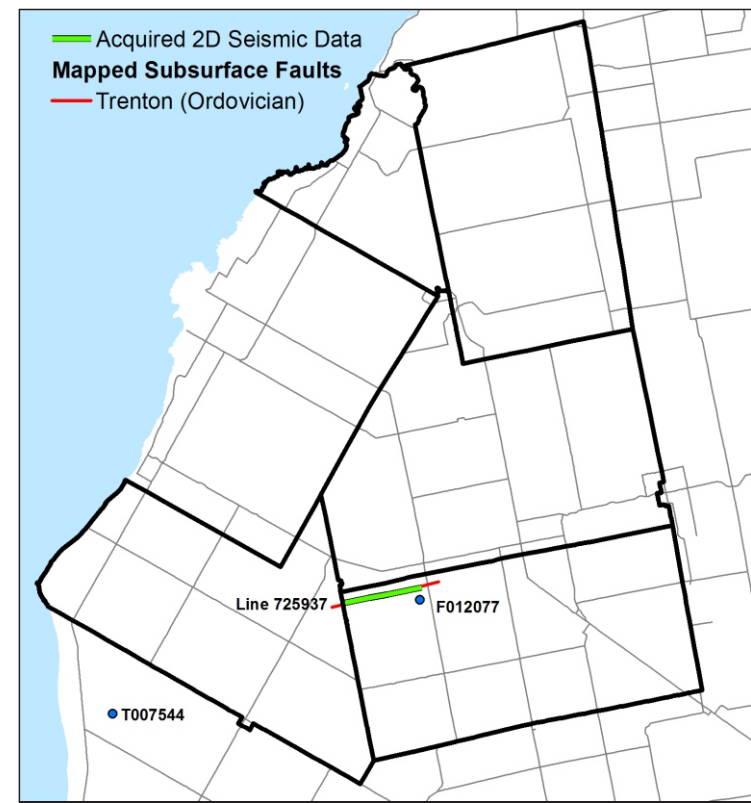 Acquired 2D Seismic Data
Mapped Subsurface Faults
Trenton (Ordovician)
Line 725937
F012077
T007544